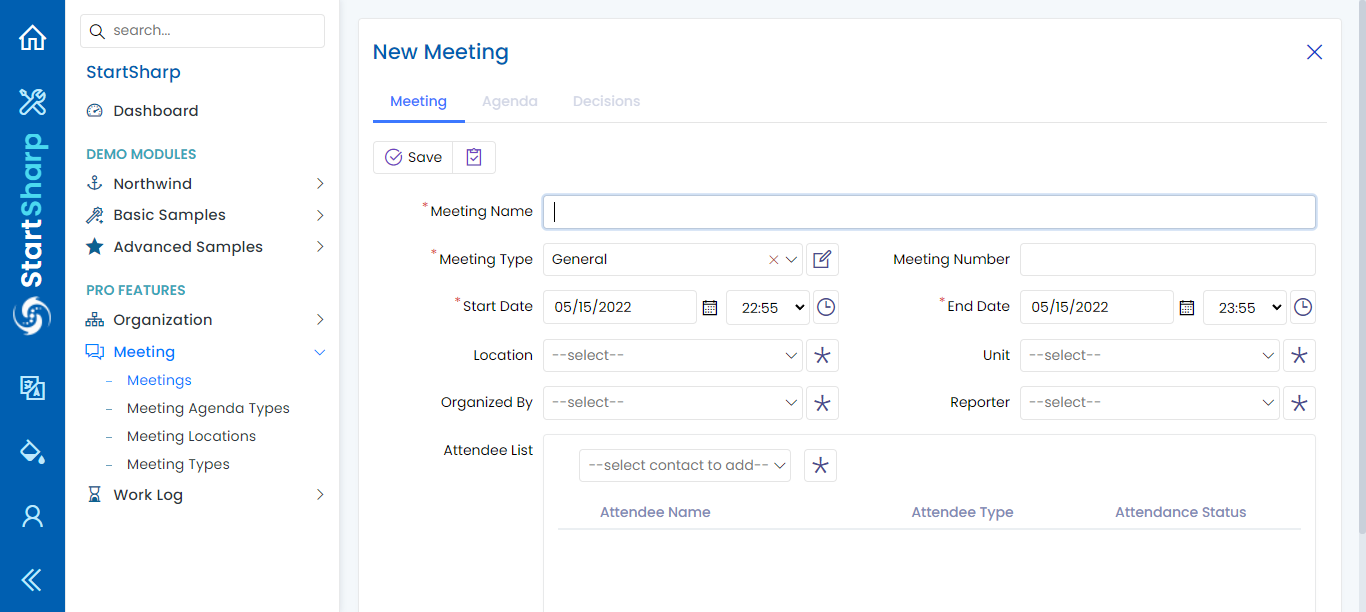 StartSharp
search...
StartSharp
Dashboard
DEMO MODULES
Northwind
Basic Samples
Advanced Samples
PRO FEATURES
Organization
Meeting
– Meetings
– Meeting Agenda Types
– Meeting Locations
– Meeting Types
Work Log
New Meeting
Meeting Agenda Decisions
Save
*Meeting Name
*Meeting Type General Meeting Number
*Start Date 05/15/2022 22:55 *End Date 05/15/2022 23:55
Location --select-- Unit --select--
Organized By --select-- Reporter --select--
Attendee List
--select contact to add--
Attendee Name Attendee Type Attendance Status